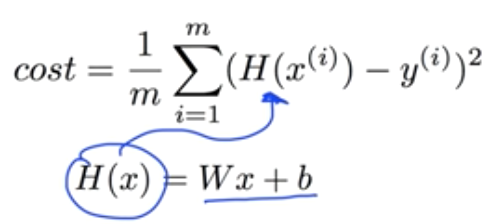 cost = \frac{1}{m} \sum_{i=1}^{m} (H(x^{(i)}) - y^{(i)})^2
H(x) = Wx + b